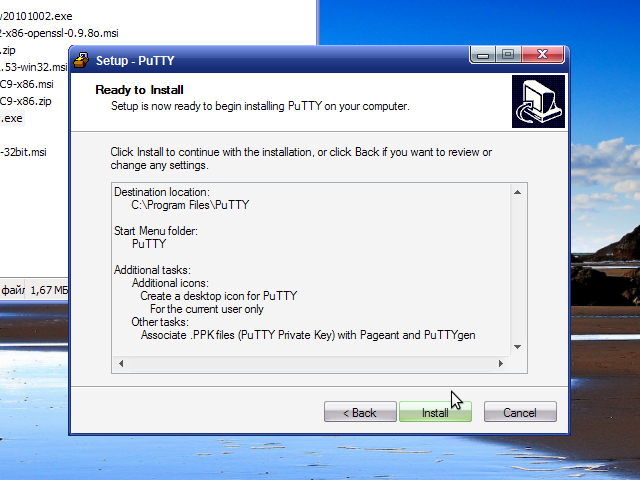 w20101002.exe
2-x86-openssl-0.9.8o.msi
.zip
.53-win32.msi
C9-x86.msi
C9-x86.zip
.exe
-32bit.msi
файл 1,67 МБ
Setup - PuTTY
Ready to Install
Setup is now ready to begin installing PuTTY on your computer.
Click Install to continue with the installation, or click Back if you want to review or
change any settings.
Destination location:
C:\Program Files\PuTTY
Start Menu folder:
PuTTY
Additional tasks:
Additional icons:
Create a desktop icon for PuTTY
For the current user only
Other tasks:
Associate .PPK files (PuTTY Private Key) with Pageant and PuTTYgen
< Back
Install
Cancel